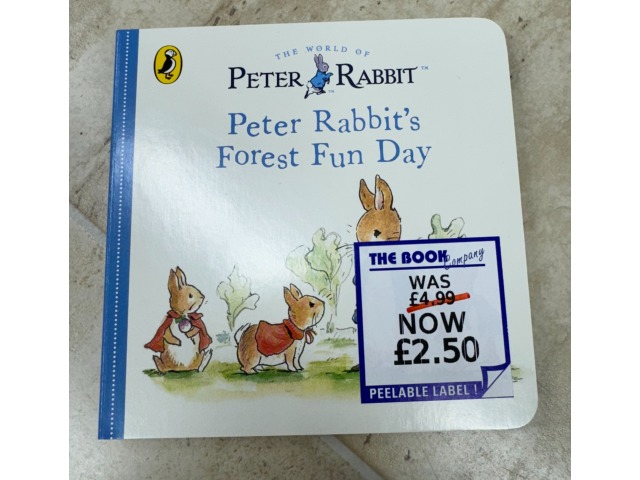 THE WORLD OF
PETER RABBIT™
Peter Rabbit's
Forest Fun Day
THE BOOK
Company
WAS
£4.99
NOW
£2.50
PEELABLE LABEL !